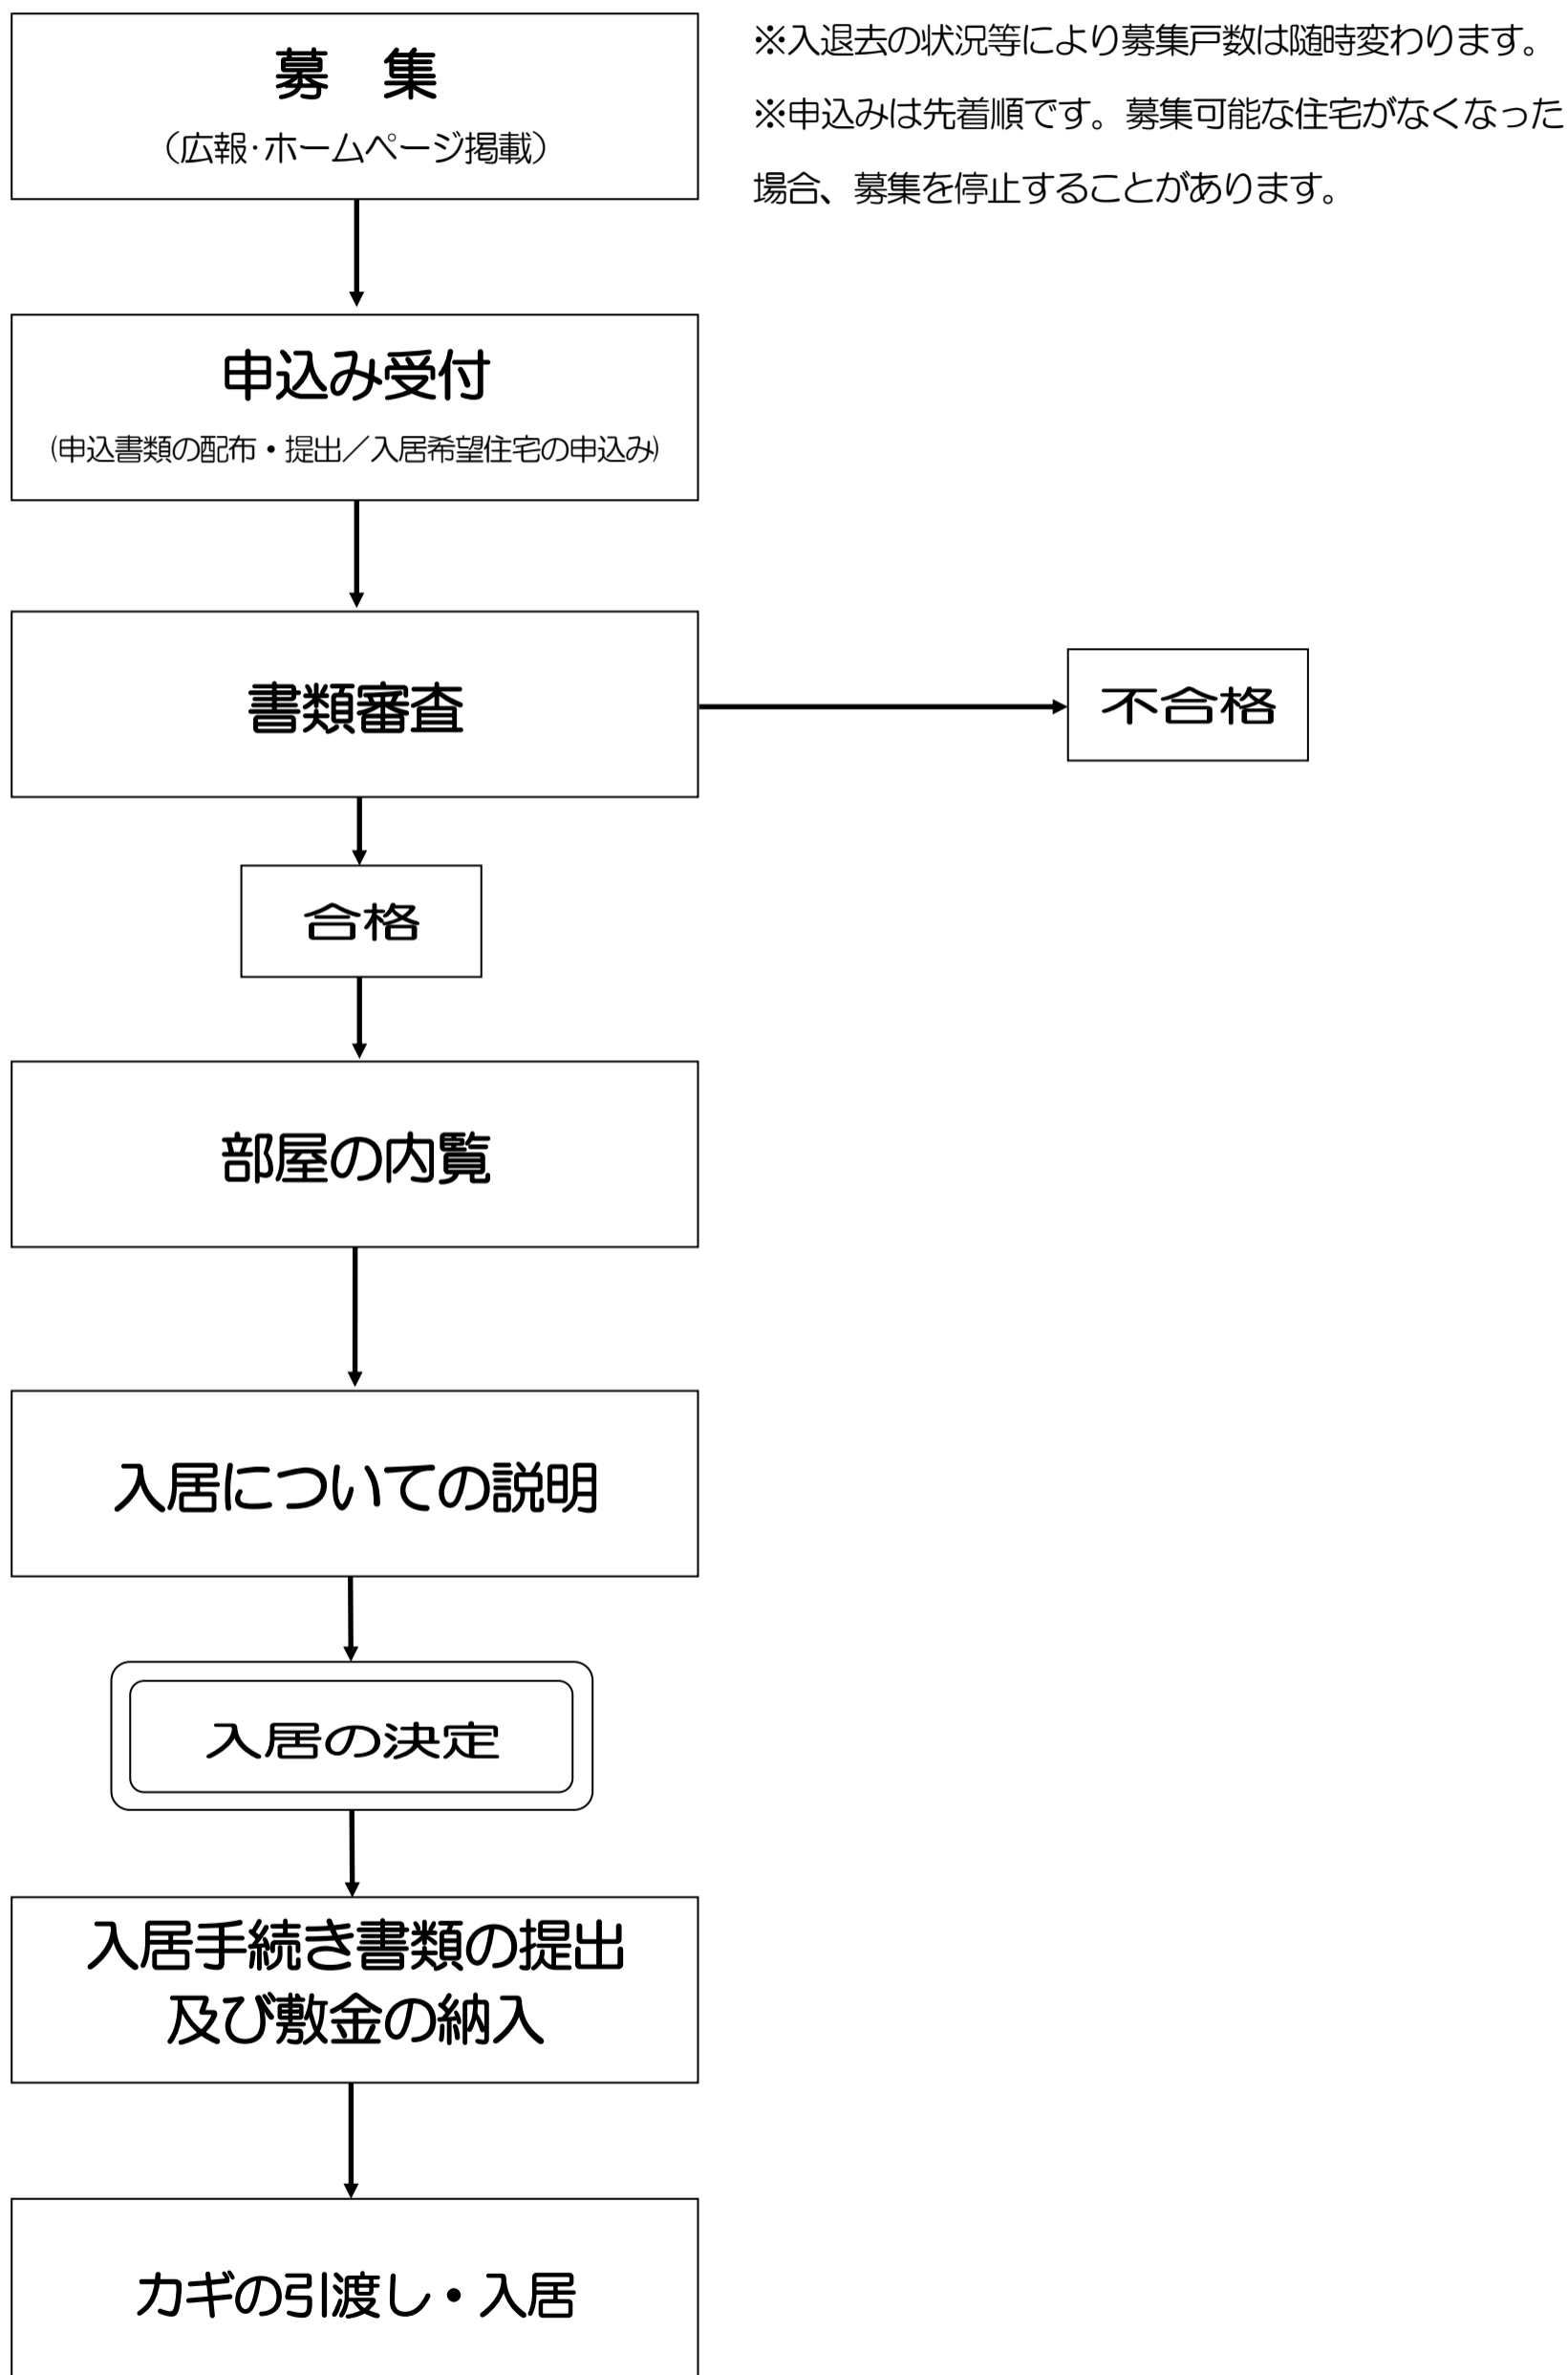 募　集
（広報・ホームページ掲載）
※入退去の状況等により募集戸数は随時変わります。
※申込みは先着順です。募集可能な住宅がなくなった
場合、募集を停止することがあります。
申込み受付
（申込書類の配布・提出／入居希望住宅の申込み）
書類審査
不合格
合格
部屋の内覧
入居についての説明
入居の決定
入居手続き書類の提出
及び敷金の納入
カギの引渡し・入居